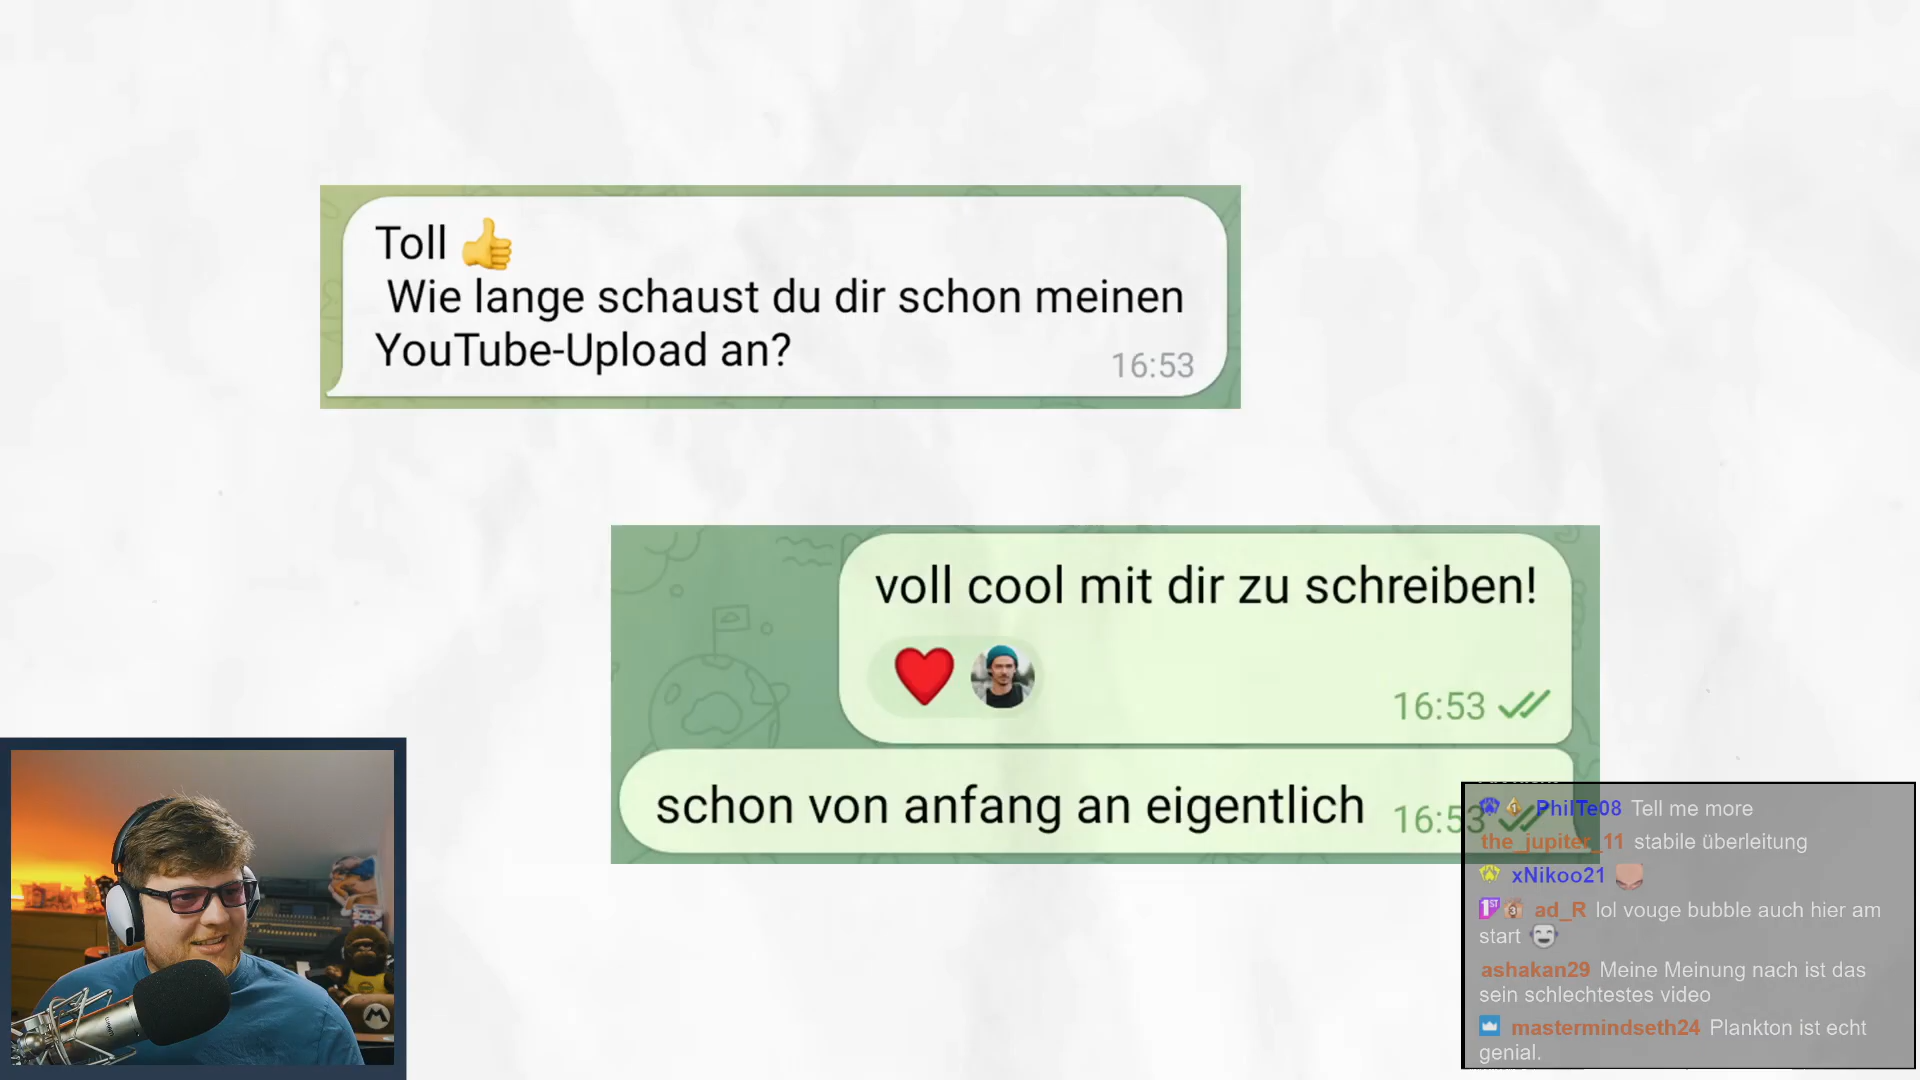 Toll 👍
Wie lange schaust du dir schon meinen
YouTube-Upload an?
16:53
voll cool mit dir zu schreiben!
16:53
schon von anfang an eigentlich
16:53
PhilTe08 Tell me more
the_jupiter_11 stabile überleitung
xNikoo21
ad_R lol vouge bubble auch hier am
start
ashakan29 Meine Meinung nach ist das
sein schlechtestes video
mastermindseth24 Plankton ist echt
genial.